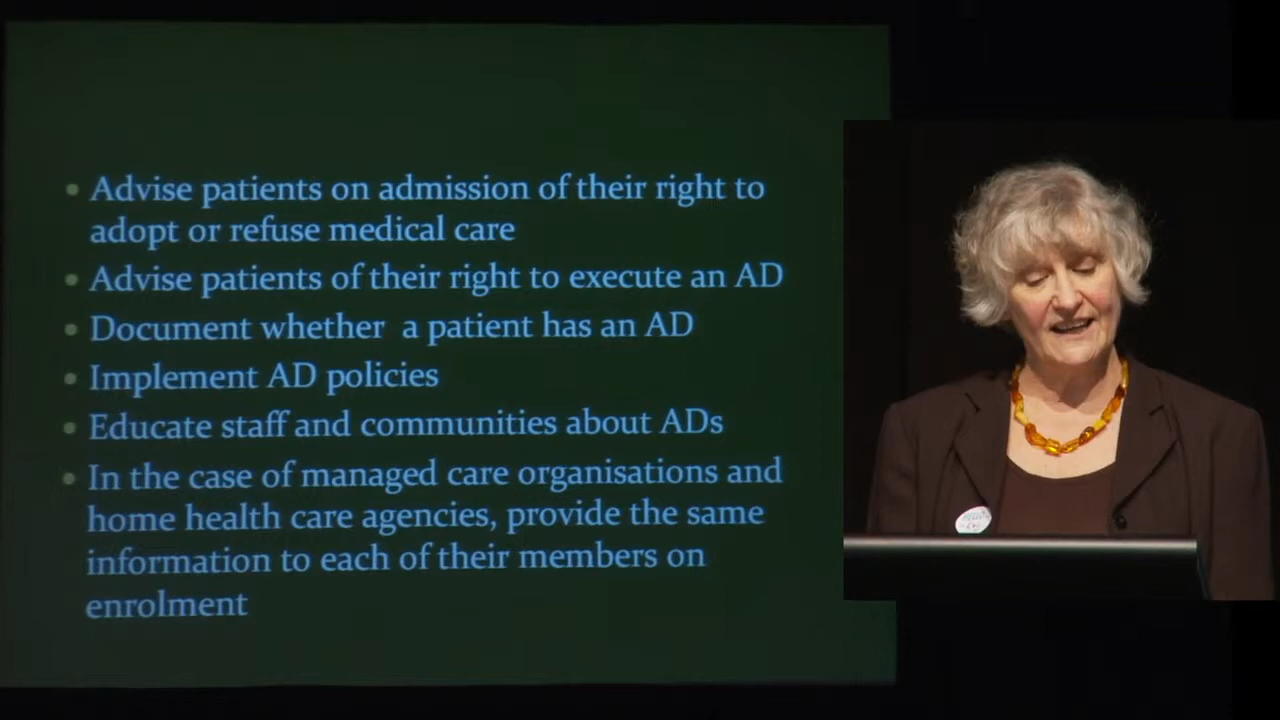 • Advise patients on admission of their right to
adopt or refuse medical care
• Advise patients of their right to execute an AD
• Document whether a patient has an AD
• Implement AD policies
• Educate staff and communities about ADs
• In the case of managed care organisations and
home health care agencies, provide the same
information to each of their members on
enrolment